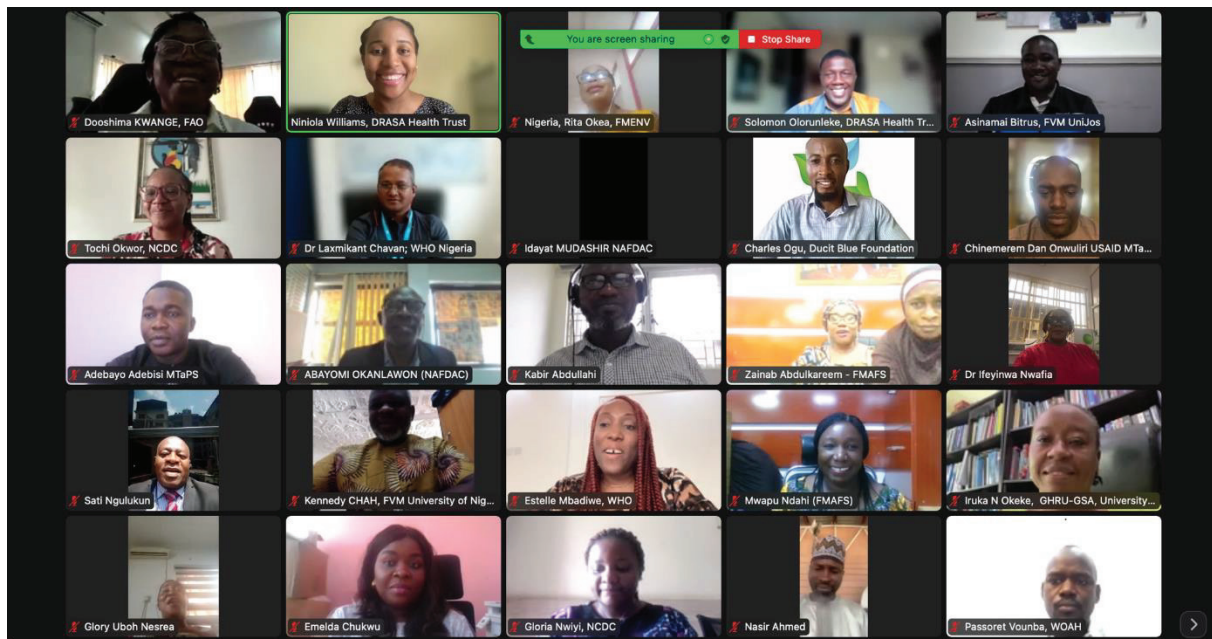 You are screen sharing
Stop Share
Dooshima KWANGE, FAO
Niniola Williams, DRASA Health Trust
Nigeria, Rita Okea, FMENV
Solomon Olorunleke, DRASA Health Tr...
Asinamai Bitrus, FVM UniJos
Tochi Okwor, NCDC
Dr Laxmikant Chavan; WHO Nigeria
Idayat MUDASHIR NAFDAC
Charles Ogu, Ducit Blue Foundation
Chinemerem Dan Onwuliri USAID MTa...
Adebayo Adebisi MTaPS
ABAYOMI OKANLAWON (NAFDAC)
Kabir Abdullahi
Zainab Abdulkareem - FMAFS
Dr Ifeyinwa Nwafia
Sati Ngulukun
Kennedy CHAH, FVM University of Nig...
Estelle Mbadiwe, WHO
Mwapu Ndahi (FMAFS)
Iruka N Okeke, GHRU-GSA, University...
Glory Uboh Nesrea
Emelda Chukwu
Gloria Nwiyi, NCDC
Nasir Ahmed
Passoret Vounba, WOAH